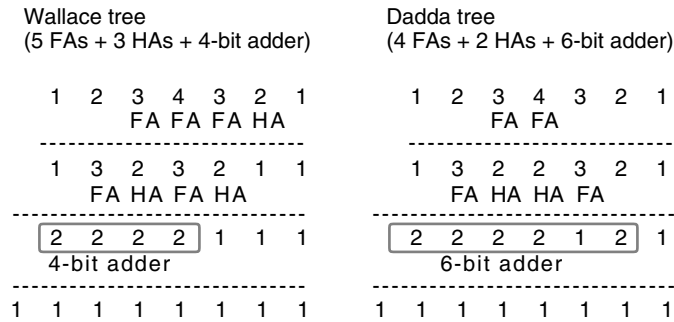 Wallace tree
(5 FAs + 3 HAs + 4-bit adder)
1 2 3 4 3 2 1
FA FA FA HA
1 3 2 3 2 1 1
FA HA FA HA
2 2 2 2 1 1 1
4-bit adder
1 1 1 1 1 1 1 1
Dadda tree
(4 FAs + 2 HAs + 6-bit adder)
1 2 3 4 3 2 1
FA FA
1 3 2 2 3 2 1
FA HA HA FA
2 2 2 2 1 2 1
6-bit adder
1 1 1 1 1 1 1 1